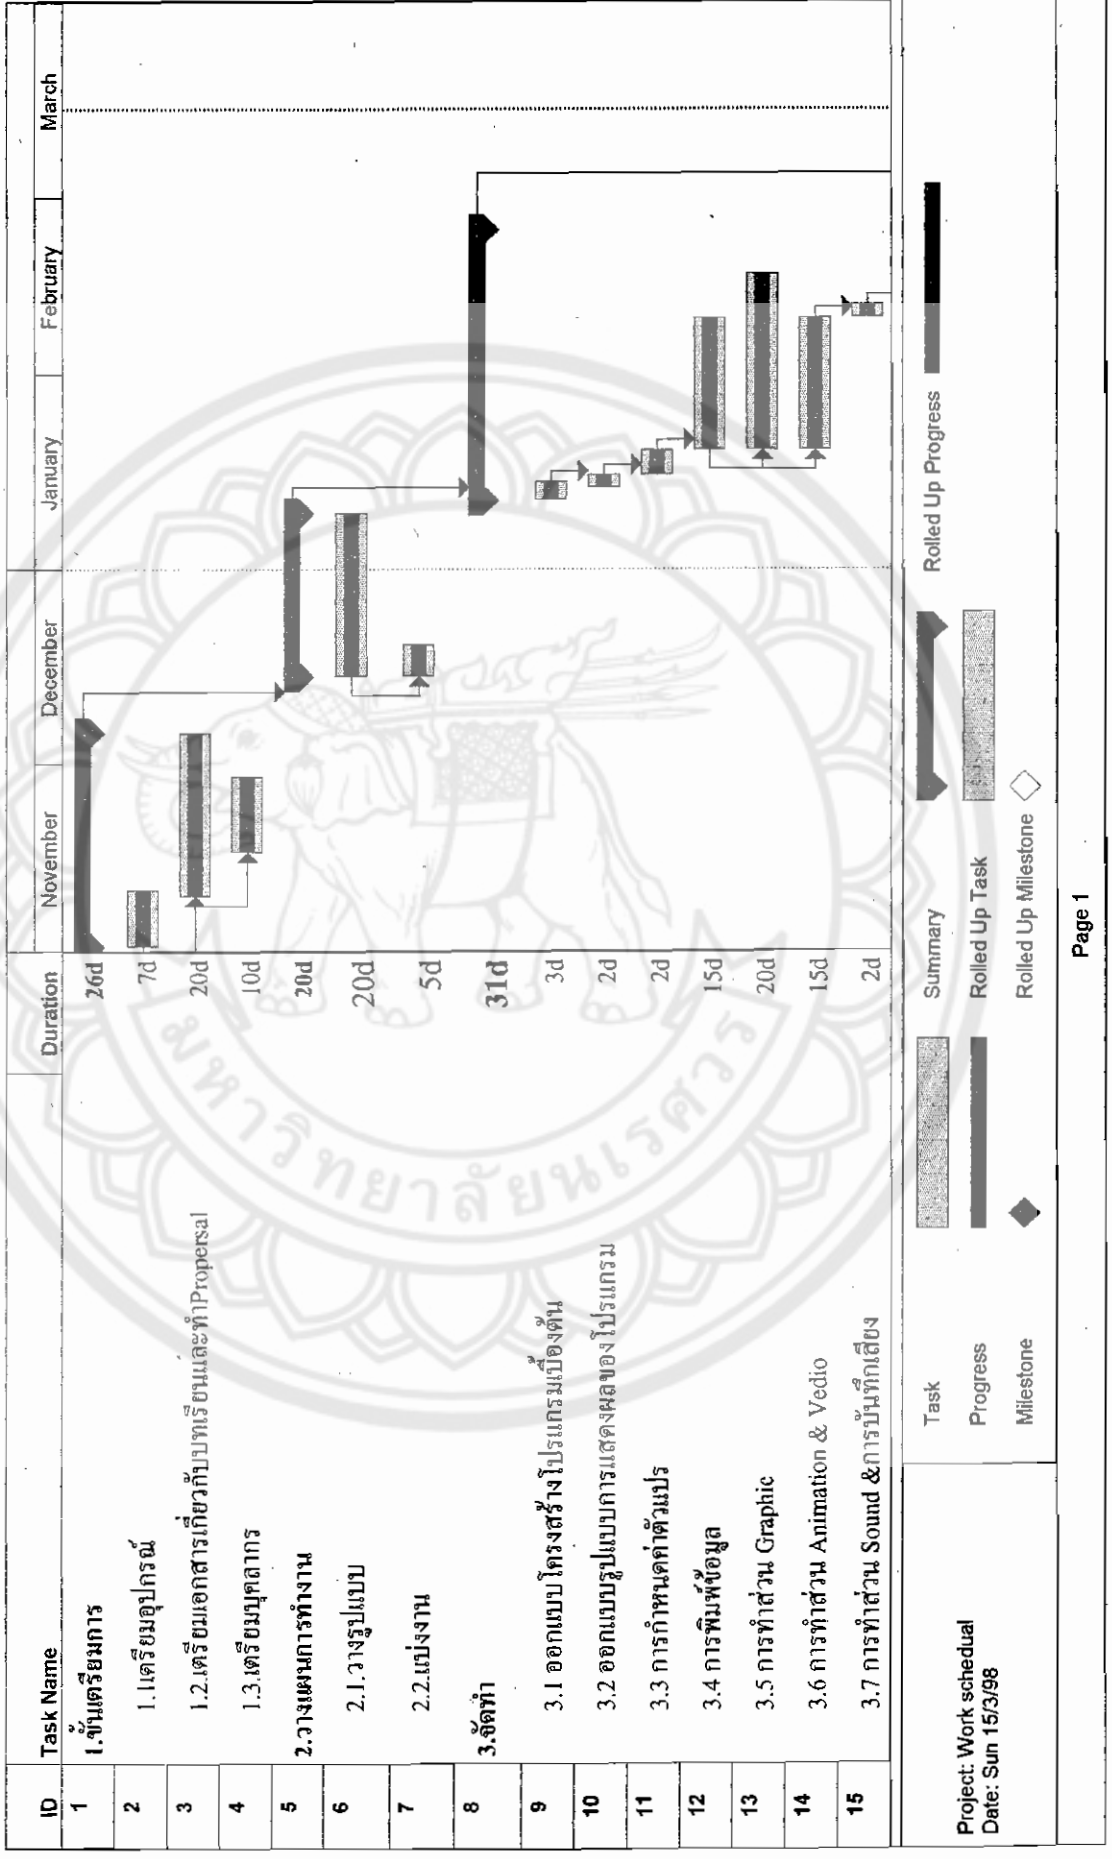 ID Task Name Duration November December January February March
1 1.ขั้นเตรียมการ 26d
2 1.1เตรียมอุปกรณ์ 7d
3 1.2.เตรียมเอกสารเกี่ยวกับบทเรียนและทำPropersal 20d
4 1.3.เตรียมบุคลากร 10d
5 2.วางแผนการทำงาน 20d
6 2.1.วางรูปแบบ 20d
7 2.2.แบ่งงาน 5d
8 3.จัดทำ 31d
9 3.1 ออกแบบโครงสร้างโปรแกรมเบื้องต้น 3d
10 3.2 ออกแบบรูปแบบการแสดงผลของโปรแกรม 2d
11 3.3 การกำหนดค่าตัวแปร 2d
12 3.4 การพิมพ์ข้อมูล 15d
13 3.5 การทำส่วน Graphic 20d
14 3.6 การทำส่วน Animation & Vedio 15d
15 3.7 การทำส่วน Sound &การบันทึกเสียง 2d
มหาวิทยาลัยนเรศวร
Project: Work schedual
Date: Sun 15/3/98
Task Summary Rolled Up Progress
Progress Rolled Up Task
Milestone Rolled Up Milestone
Page 1